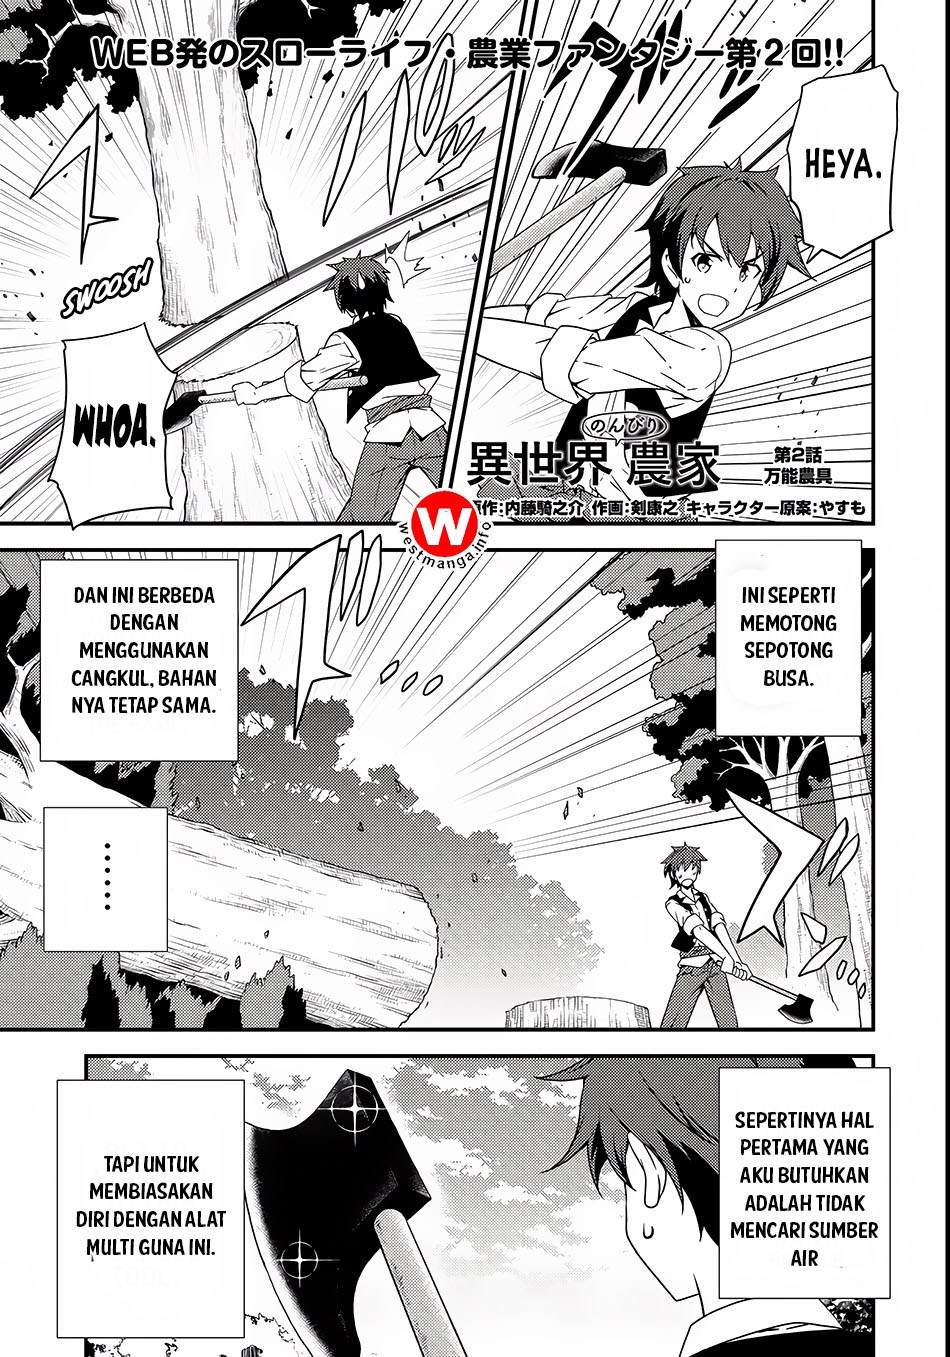 WEB発のスローライフ・農業ファンタジー第2回!!
HEYA.
のんびり
異世界 農家
第2話
万能農具
原作:内藤騎之介 作画:剣康之 キャラクター原案:やすも
SWOOSH
WHOA.
W
westmanga.info
INI SEPERTI
MEMOTONG
SEPOTONG
BUSA.
DAN INI BERBEDA
DENGAN
MENGGUNAKAN
CANGKUL, BAHAN
NYA TETAP SAMA.
......
SEPERTINYA HAL
PERTAMA YANG
AKU BUTUHKAN
ADALAH TIDAK
MENCARI SUMBER
AIR
TAPI UNTUK
MEMBIASAKAN
DIRI DENGAN ALAT
MULTI GUNA INI.